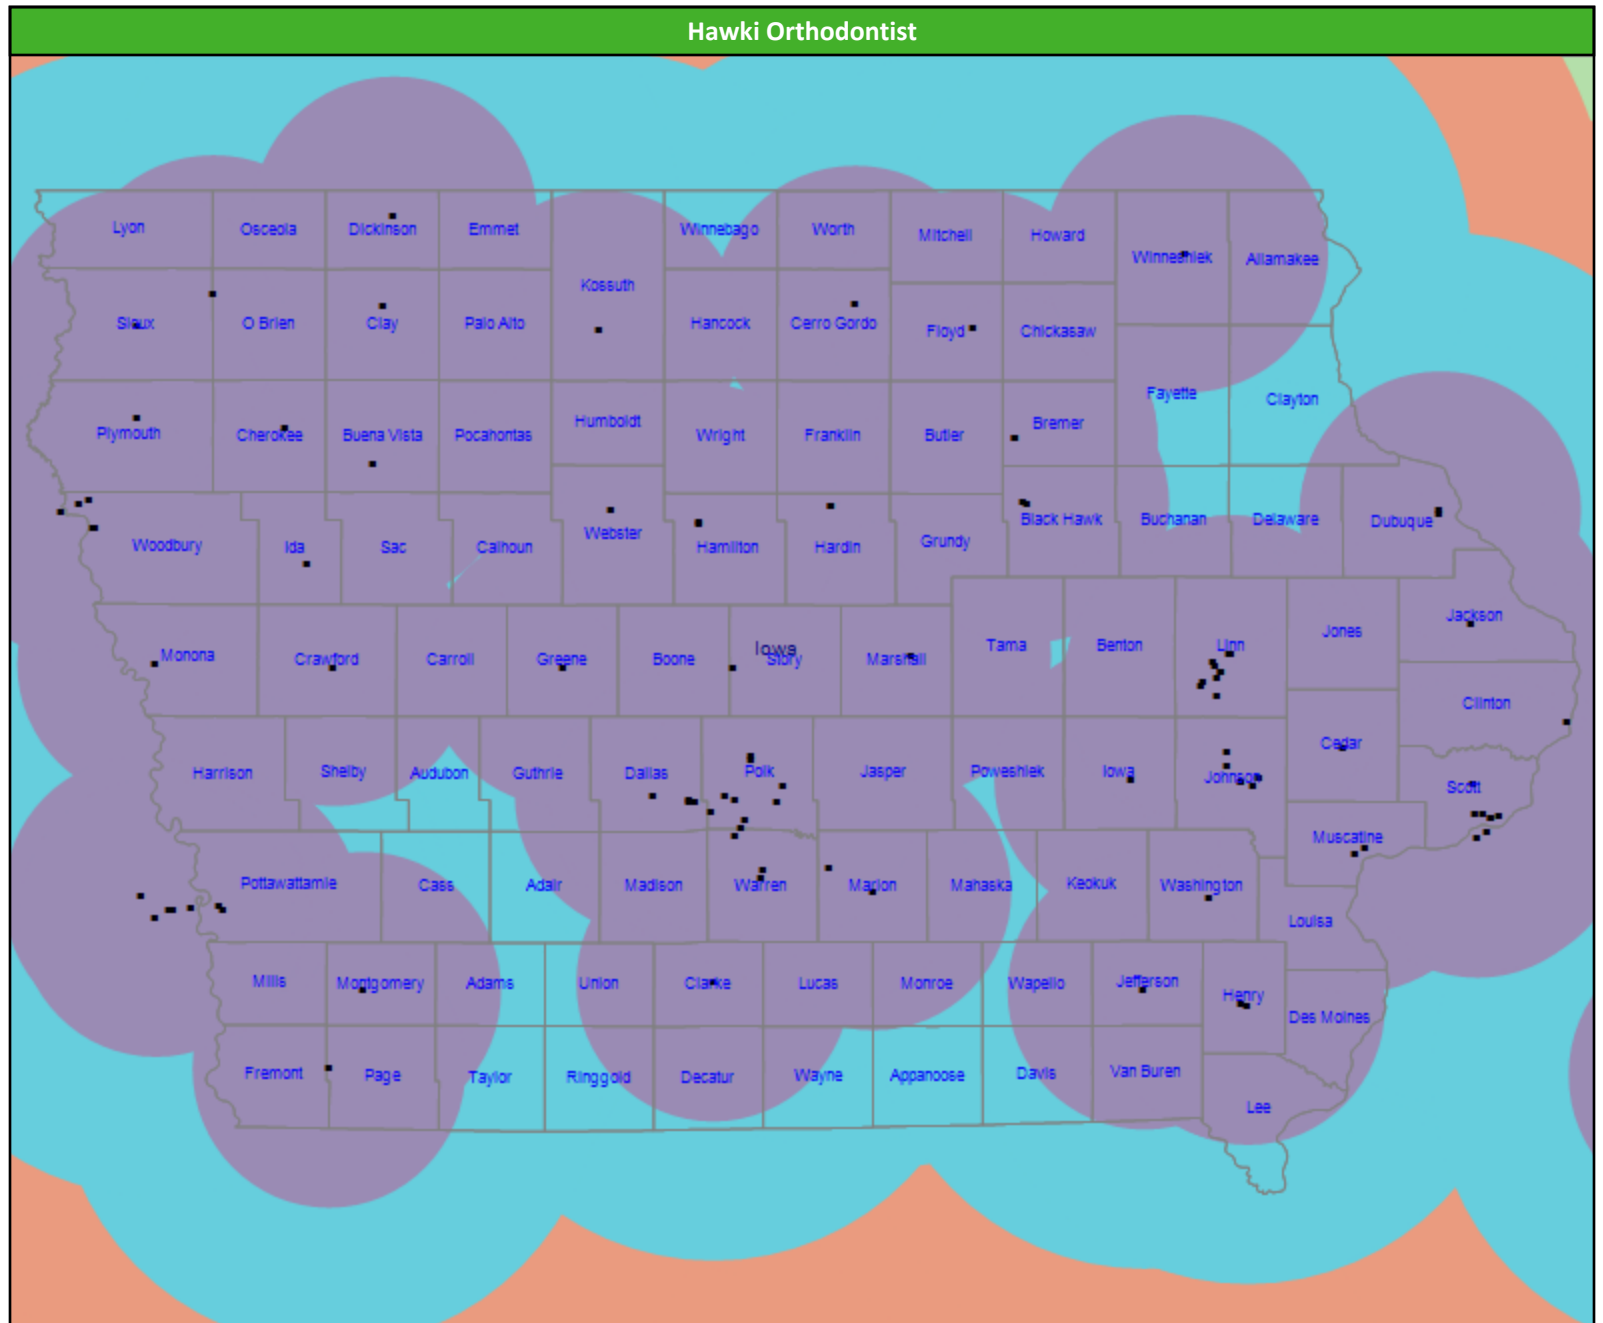 Hawki Orthodontist
Lyon Osceola Dickinson Emmet Winnebago Worth Mitchell Howard Winneshiek Allamakee
Kossuth
Sioux O Brien Clay Palo Alto Hancock Cerro Gordo Floyd Chickasaw
Fayette Clayton
Plymouth Cherokee Buena Vista Pocahontas Humboldt Wright Franklin Butler Bremer
Woodbury Ida Sac Calhoun Webster Hamilton Hardin Grundy Black Hawk Buchanan Delaware Dubuque
Jackson
Monona Crawford Carroll Greene Boone Iowa Story Marshall Tama Benton Linn Jones
Clinton
Harrison Shelby Audubon Guthrie Dallas Polk Jasper Poweshiek Iowa Johnson Cedar
Scott
Muscatine
Pottawattamie Cass Adair Madison Warren Marion Mahaska Keokuk Washington
Louisa
Mills Montgomery Adams Union Clarke Lucas Monroe Wapello Jefferson Henry
Des Moines
Fremont Page Taylor Ringgold Decatur Wayne Appanoose Davis Van Buren
Lee